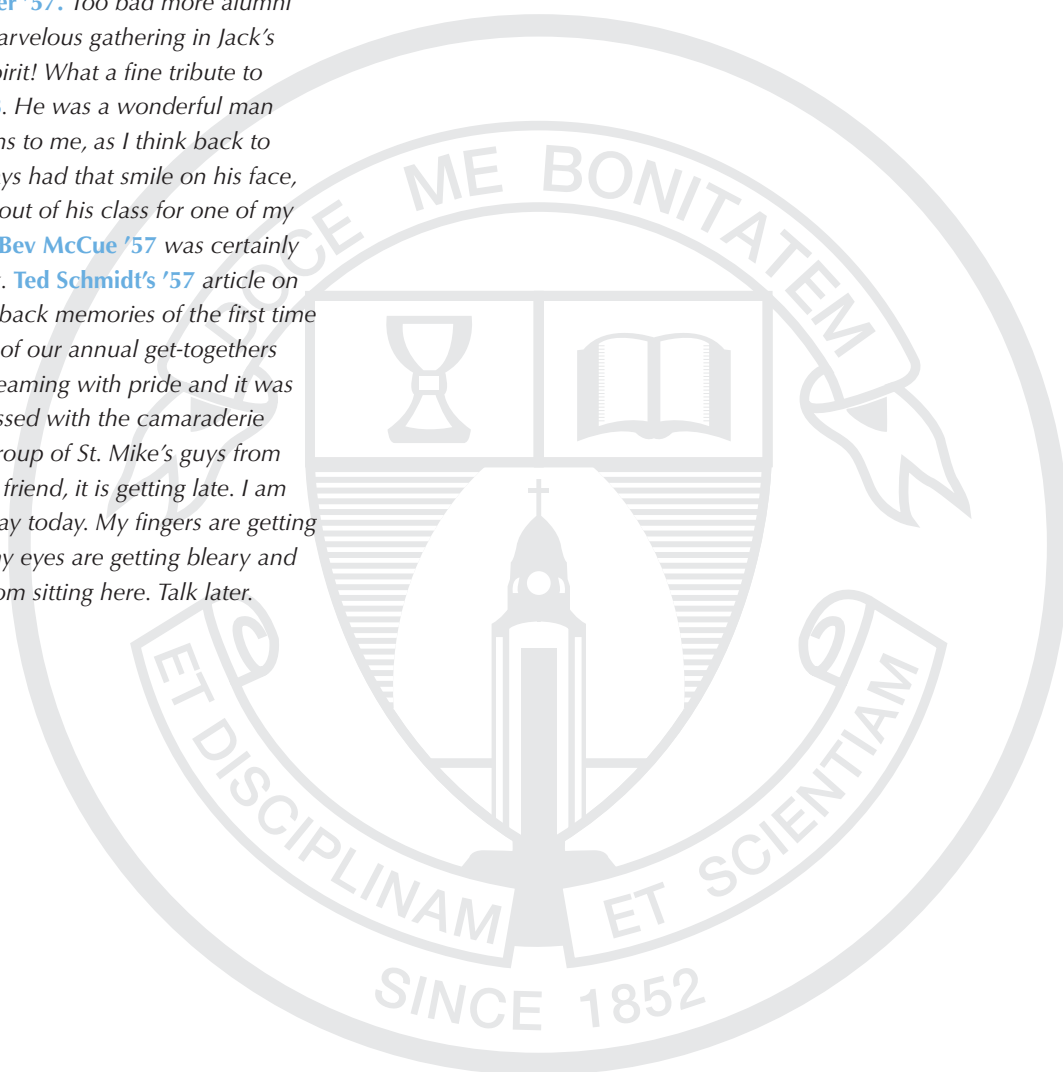 er ’57. Too bad more alumni
arvelous gathering in Jack’s
pirit! What a fine tribute to
. He was a wonderful man
ns to me, as I think back to
ys had that smile on his face,
out of his class for one of my
Bev McCue ’57 was certainly
. Ted Schmidt’s ’57 article on
back memories of the first time
of our annual get-togethers
eaming with pride and it was
ssed with the camaraderie
roup of St. Mike’s guys from
friend, it is getting late. I am
ay today. My fingers are getting
y eyes are getting bleary and
om sitting here. Talk later.
DOCE ME BONITATEM
ET DISCIPLINAM ET SCIENTIAM
SINCE 1852